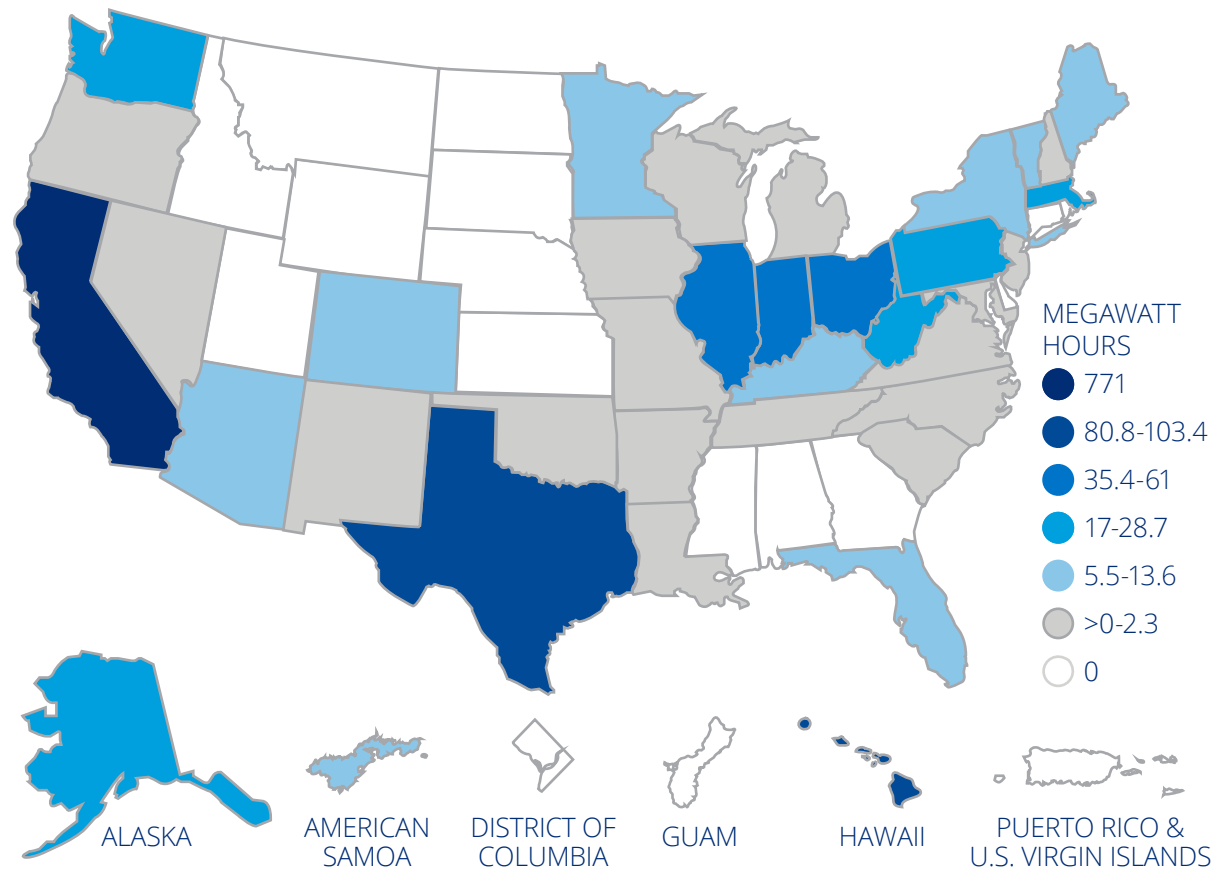 MEGAWATT
HOURS
771
80.8-103.4
35.4-61
17-28.7
5.5-13.6
>0-2.3
0
ALASKA
AMERICAN
SAMOA
DISTRICT OF
COLUMBIA
GUAM
HAWAII
PUERTO RICO &
U.S. VIRGIN ISLANDS